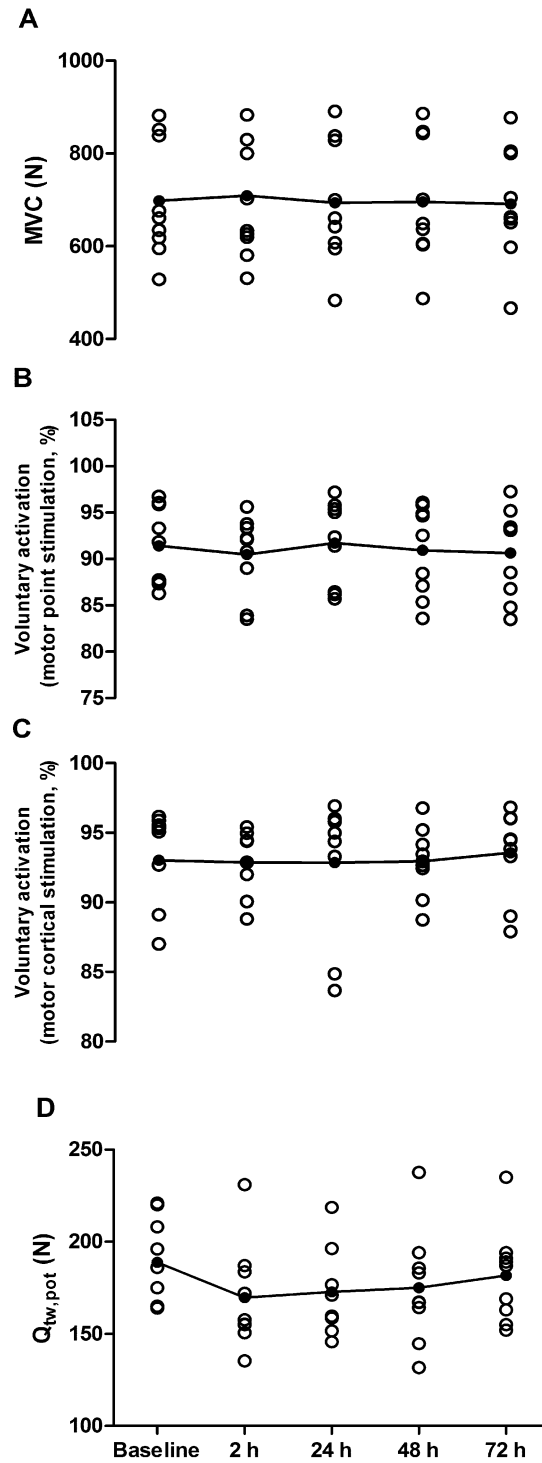 A
MVC (N)
1000
800
600
400
B
Voluntary activation
(motor point stimulation, %)
105
100
95
90
85
80
75
C
Voluntary activation
(motor cortical stimulation, %)
100
95
90
85
80
D
Qtw,pot (N)
250
200
150
100
Baseline 2 h 24 h 48 h 72 h